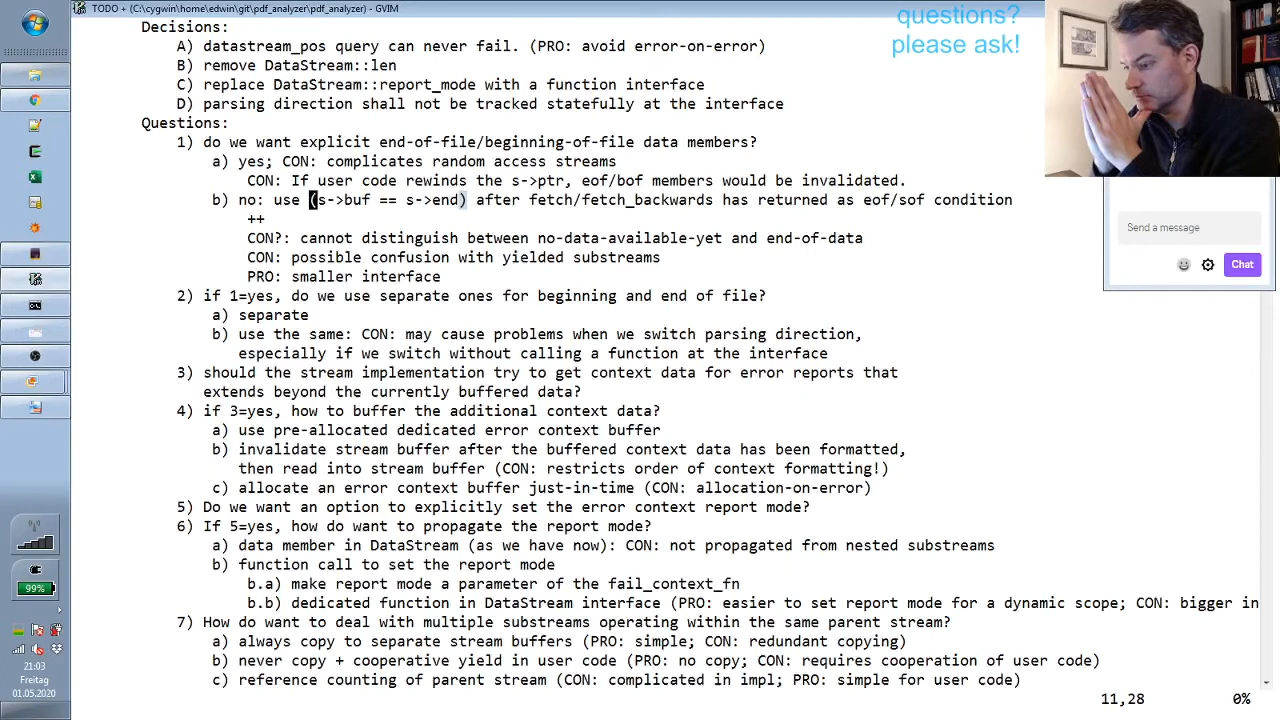 TODO + (C:\cygwin\home\edwin\git\pdf_analyzer\pdf_analyzer) - GVIM
questions?
please ask!
Decisions:
A) datastream_pos query can never fail. (PRO: avoid error-on-error)
B) remove DataStream::len
C) replace DataStream::report_mode with a function interface
D) parsing direction shall not be tracked statefully at the interface
Questions:
1) do we want explicit end-of-file/beginning-of-file data members?
a) yes; CON: complicates random access streams
CON: If user code rewinds the s->ptr, eof/bof members would be invalidated.
b) no: use (s->buf == s->end) after fetch/fetch_backwards has returned as eof/sof condition
++
CON?: cannot distinguish between no-data-available-yet and end-of-data
CON: possible confusion with yielded substreams
PRO: smaller interface
2) if 1=yes, do we use separate ones for beginning and end of file?
a) separate
b) use the same: CON: may cause problems when we switch parsing direction,
especially if we switch without calling a function at the interface
3) should the stream implementation try to get context data for error reports that
extends beyond the currently buffered data?
4) if 3=yes, how to buffer the additional context data?
a) use pre-allocated dedicated error context buffer
b) invalidate stream buffer after the buffered context data has been formatted,
then read into stream buffer (CON: restricts order of context formatting!)
c) allocate an error context buffer just-in-time (CON: allocation-on-error)
5) Do we want an option to explicitly set the error context report mode?
6) If 5=yes, how do want to propagate the report mode?
a) data member in DataStream (as we have now): CON: not propagated from nested substreams
b) function call to set the report mode
b.a) make report mode a parameter of the fail_context_fn
b.b) dedicated function in DataStream interface (PRO: easier to set report mode for a dynamic scope; CON: bigger in
7) How do want to deal with multiple substreams operating within the same parent stream?
a) always copy to separate stream buffers (PRO: simple; CON: redundant copying)
b) never copy + cooperative yield in user code (PRO: no copy; CON: requires cooperation of user code)
c) reference counting of parent stream (CON: complicated in impl; PRO: simple for user code)
11,28 0%
Send a message
Chat
99%
21:03
Freitag
01.05.2020